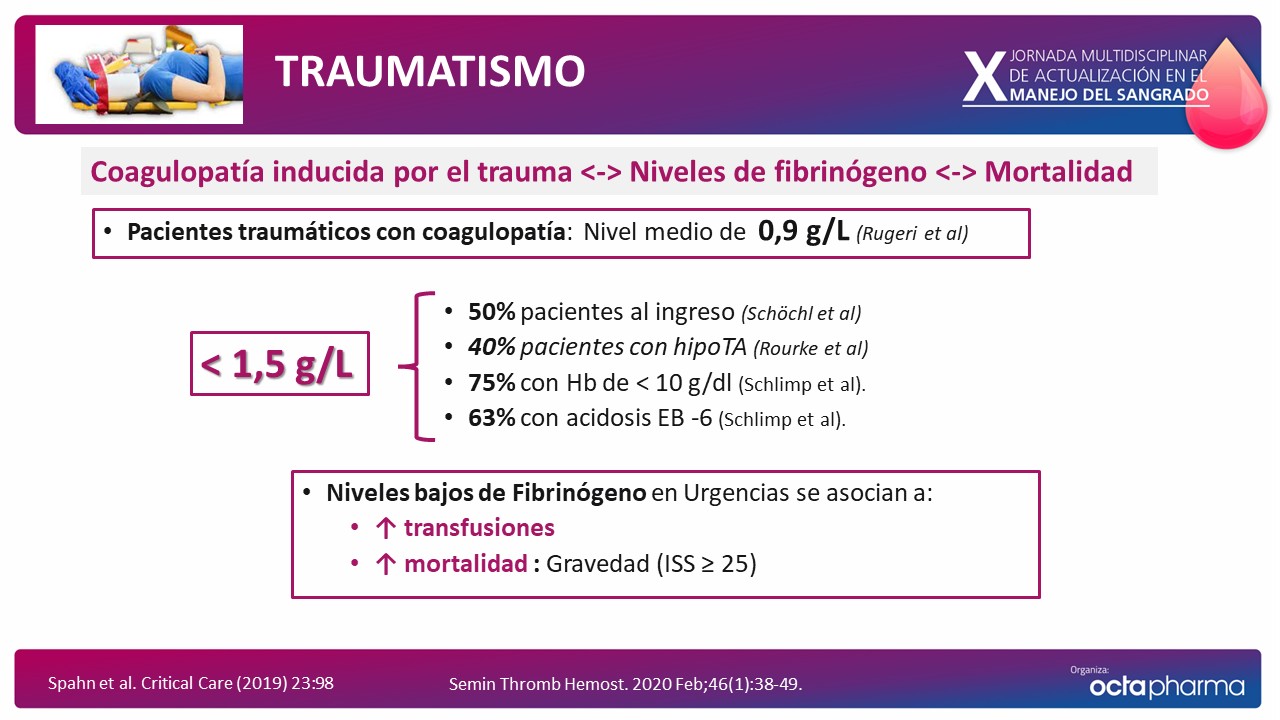 TRAUMATISMO
X JORNADA MULTIDISCIPLINAR
DE ACTUALIZACIÓN EN EL
MANEJO DEL SANGRADO
Coagulopatía inducida por el trauma <-> Niveles de fibrinógeno <-> Mortalidad
• Pacientes traumáticos con coagulopatía: Nivel medio de 0,9 g/L (Rugeri et al)
< 1,5 g/L
• 50% pacientes al ingreso (Schöchl et al)
• 40% pacientes con hipoTA (Rourke et al)
• 75% con Hb de < 10 g/dl (Schlimp et al).
• 63% con acidosis EB -6 (Schlimp et al).
• Niveles bajos de Fibrinógeno en Urgencias se asocian a:
• ↑ transfusiones
• ↑ mortalidad : Gravedad (ISS ≥ 25)
Spahn et al. Critical Care (2019) 23:98
Semin Thromb Hemost. 2020 Feb;46(1):38-49.
Organiza:
octapharma